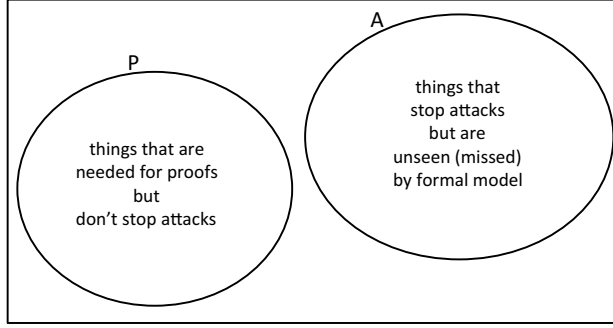 P
things that are
needed for proofs
but
don't stop attacks
A
things that
stop attacks
but are
unseen (missed)
by formal model